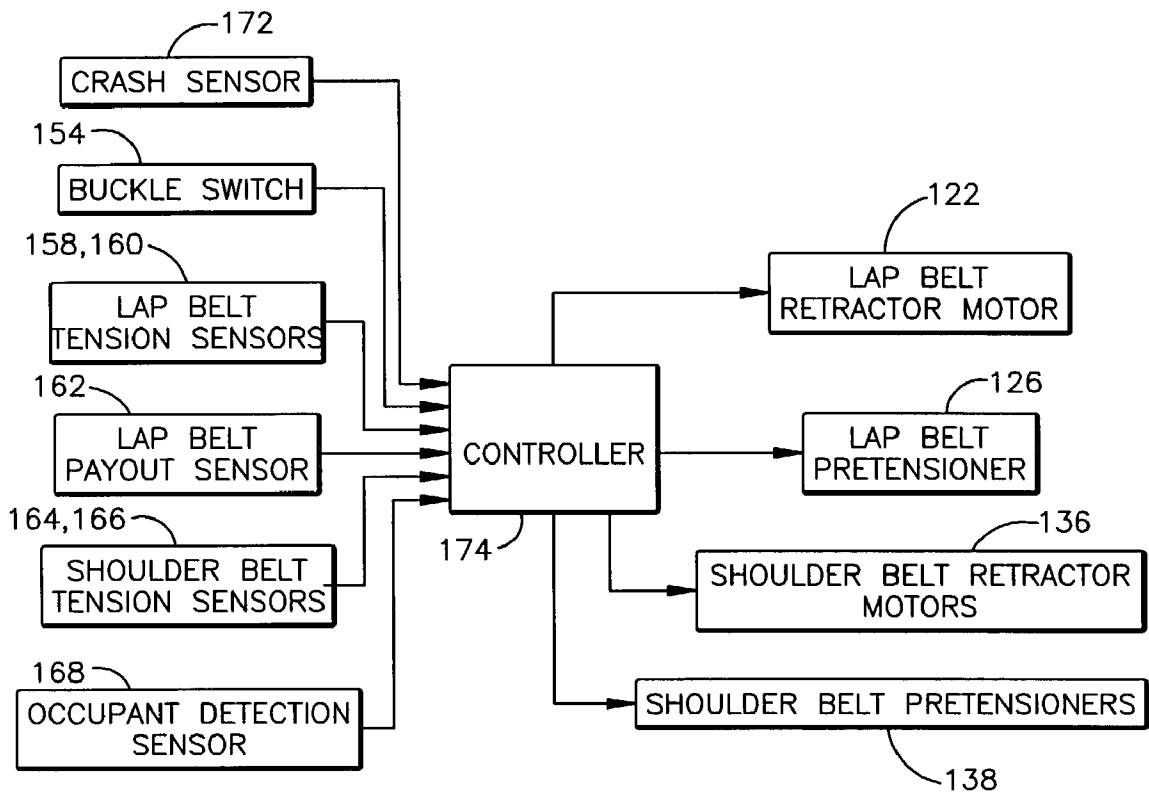 172
CRASH SENSOR
154
BUCKLE SWITCH
158,160
LAP BELT
TENSION SENSORS
162
LAP BELT
PAYOUT SENSOR
164,166
SHOULDER BELT
TENSION SENSORS
168
OCCUPANT DETECTION
SENSOR
CONTROLLER
174
122
LAP BELT
RETRACTOR MOTOR
126
LAP BELT
PRETENSIONER
136
SHOULDER BELT RETRACTOR
MOTORS
SHOULDER BELT PRETENSIONERS
138